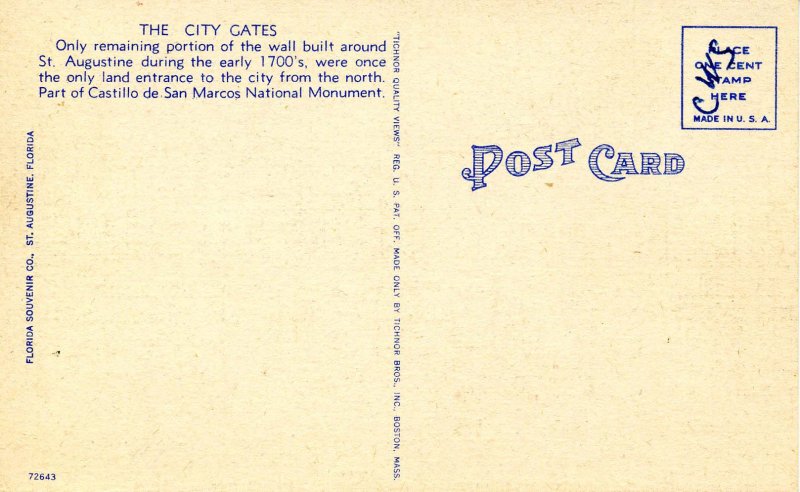 THE CITY GATES
Only remaining portion of the wall built around
St. Augustine during the early 1700's, were once
the only land entrance to the city from the north.
Part of Castillo de San Marcos National Monument.
FLORIDA SOUVENIR CO., ST. AUGUSTINE, FLORIDA
72643
"TICHNOR QUALITY VIEWS" REG. U. S. PAT. OFF. MADE ONLY BY TICHNOR BROS., INC., BOSTON, MASS.
POST CARD
PLACE
ONE CENT
STAMP
HERE
MADE IN U. S. A.